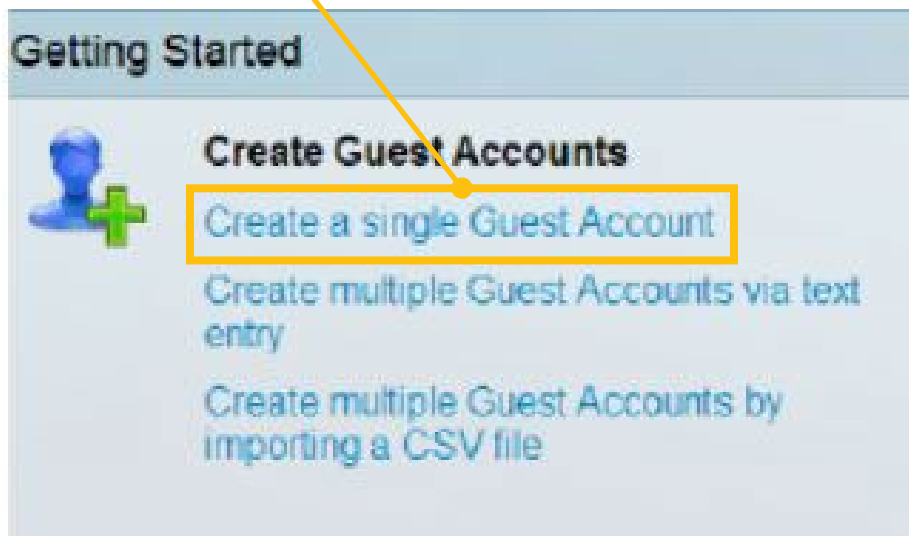 Getting Started
Create Guest Accounts
Create a single Guest Account
Create multiple Guest Accounts via text
entry
Create multiple Guest Accounts by
importing a CSV file